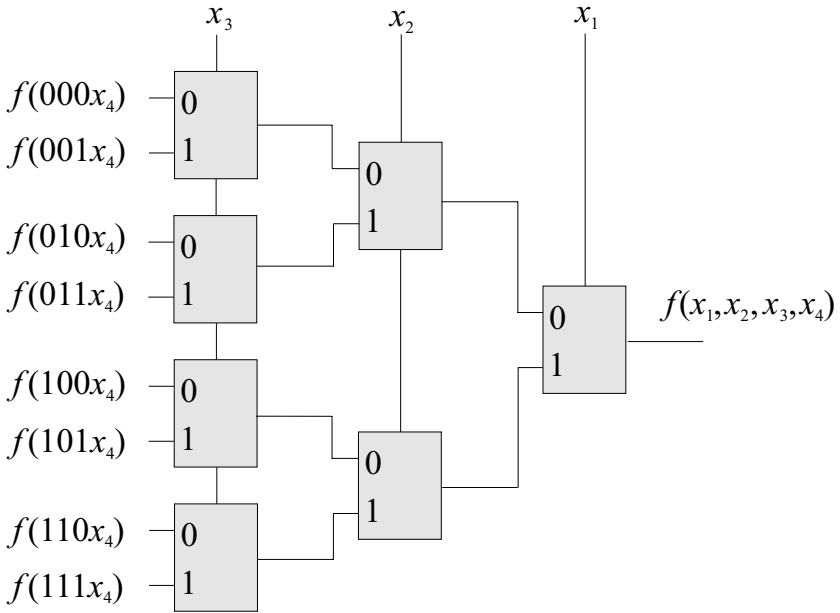 x₃ x₂ x₁
f(000x₄) 0
f(001x₄) 1
0
1
f(010x₄) 0
f(011x₄) 1
f(x₁,x₂,x₃,x₄)
0
1
f(100x₄) 0
f(101x₄) 1
0
1
f(110x₄) 0
f(111x₄) 1